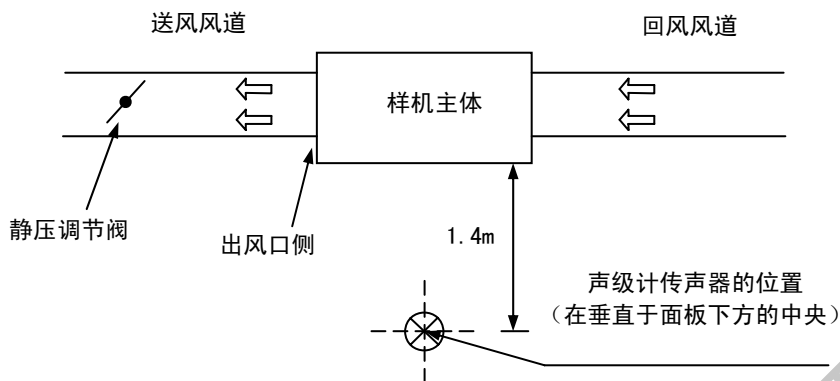 送风风道
回风风道
样机主体
静压调节阀
出风口侧
1.4m
声级计传声器的位置
（在垂直于面板下方的中央）